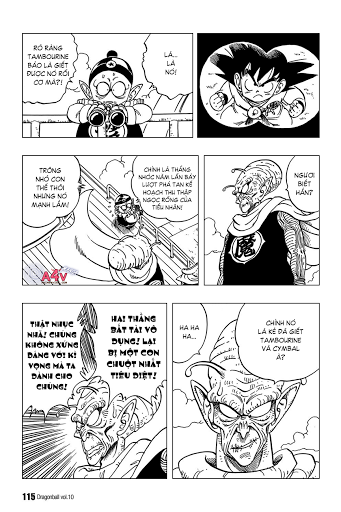 RÕ RÀNG
TAMBOURINE
BẢO LÀ GIẾT
ĐƯỢC NÓ RỒI
CƠ MÀ?!
LÀ...
LÀ
NÓ!
TRÔNG
NHỎ CON
THẾ THÔI
NHƯNG NÓ
MẠNH LẮM!
CHÍNH LÀ THẰNG
NHÓC NĂM LẦN BẢY
LƯỢT PHÁ TAN KẾ
HOẠCH THU THẬP
NGỌC RỒNG CỦA
TIỂU NHÂN!
NGƯƠI
BIẾT
HẮN?
魔
A4V
THẬT NHỤC
NHÃ! CHÚNG
KHÔNG XỨNG
ĐÁNG VỚI KÌ
VỌNG MÀ TA
DÀNH CHO
CHÚNG!
HAI THẰNG
BẤT TÀI VÔ
DỤNG! LẠI
BỊ MỘT CON
CHUỘT NHẮT
TIÊU DIỆT!
HA
HA
HA...
CHÍNH NÓ
LÀ KẺ ĐÃ GIẾT
TAMBOURINE
VÀ CYMBAL
À?
115 Dragonball vol.10